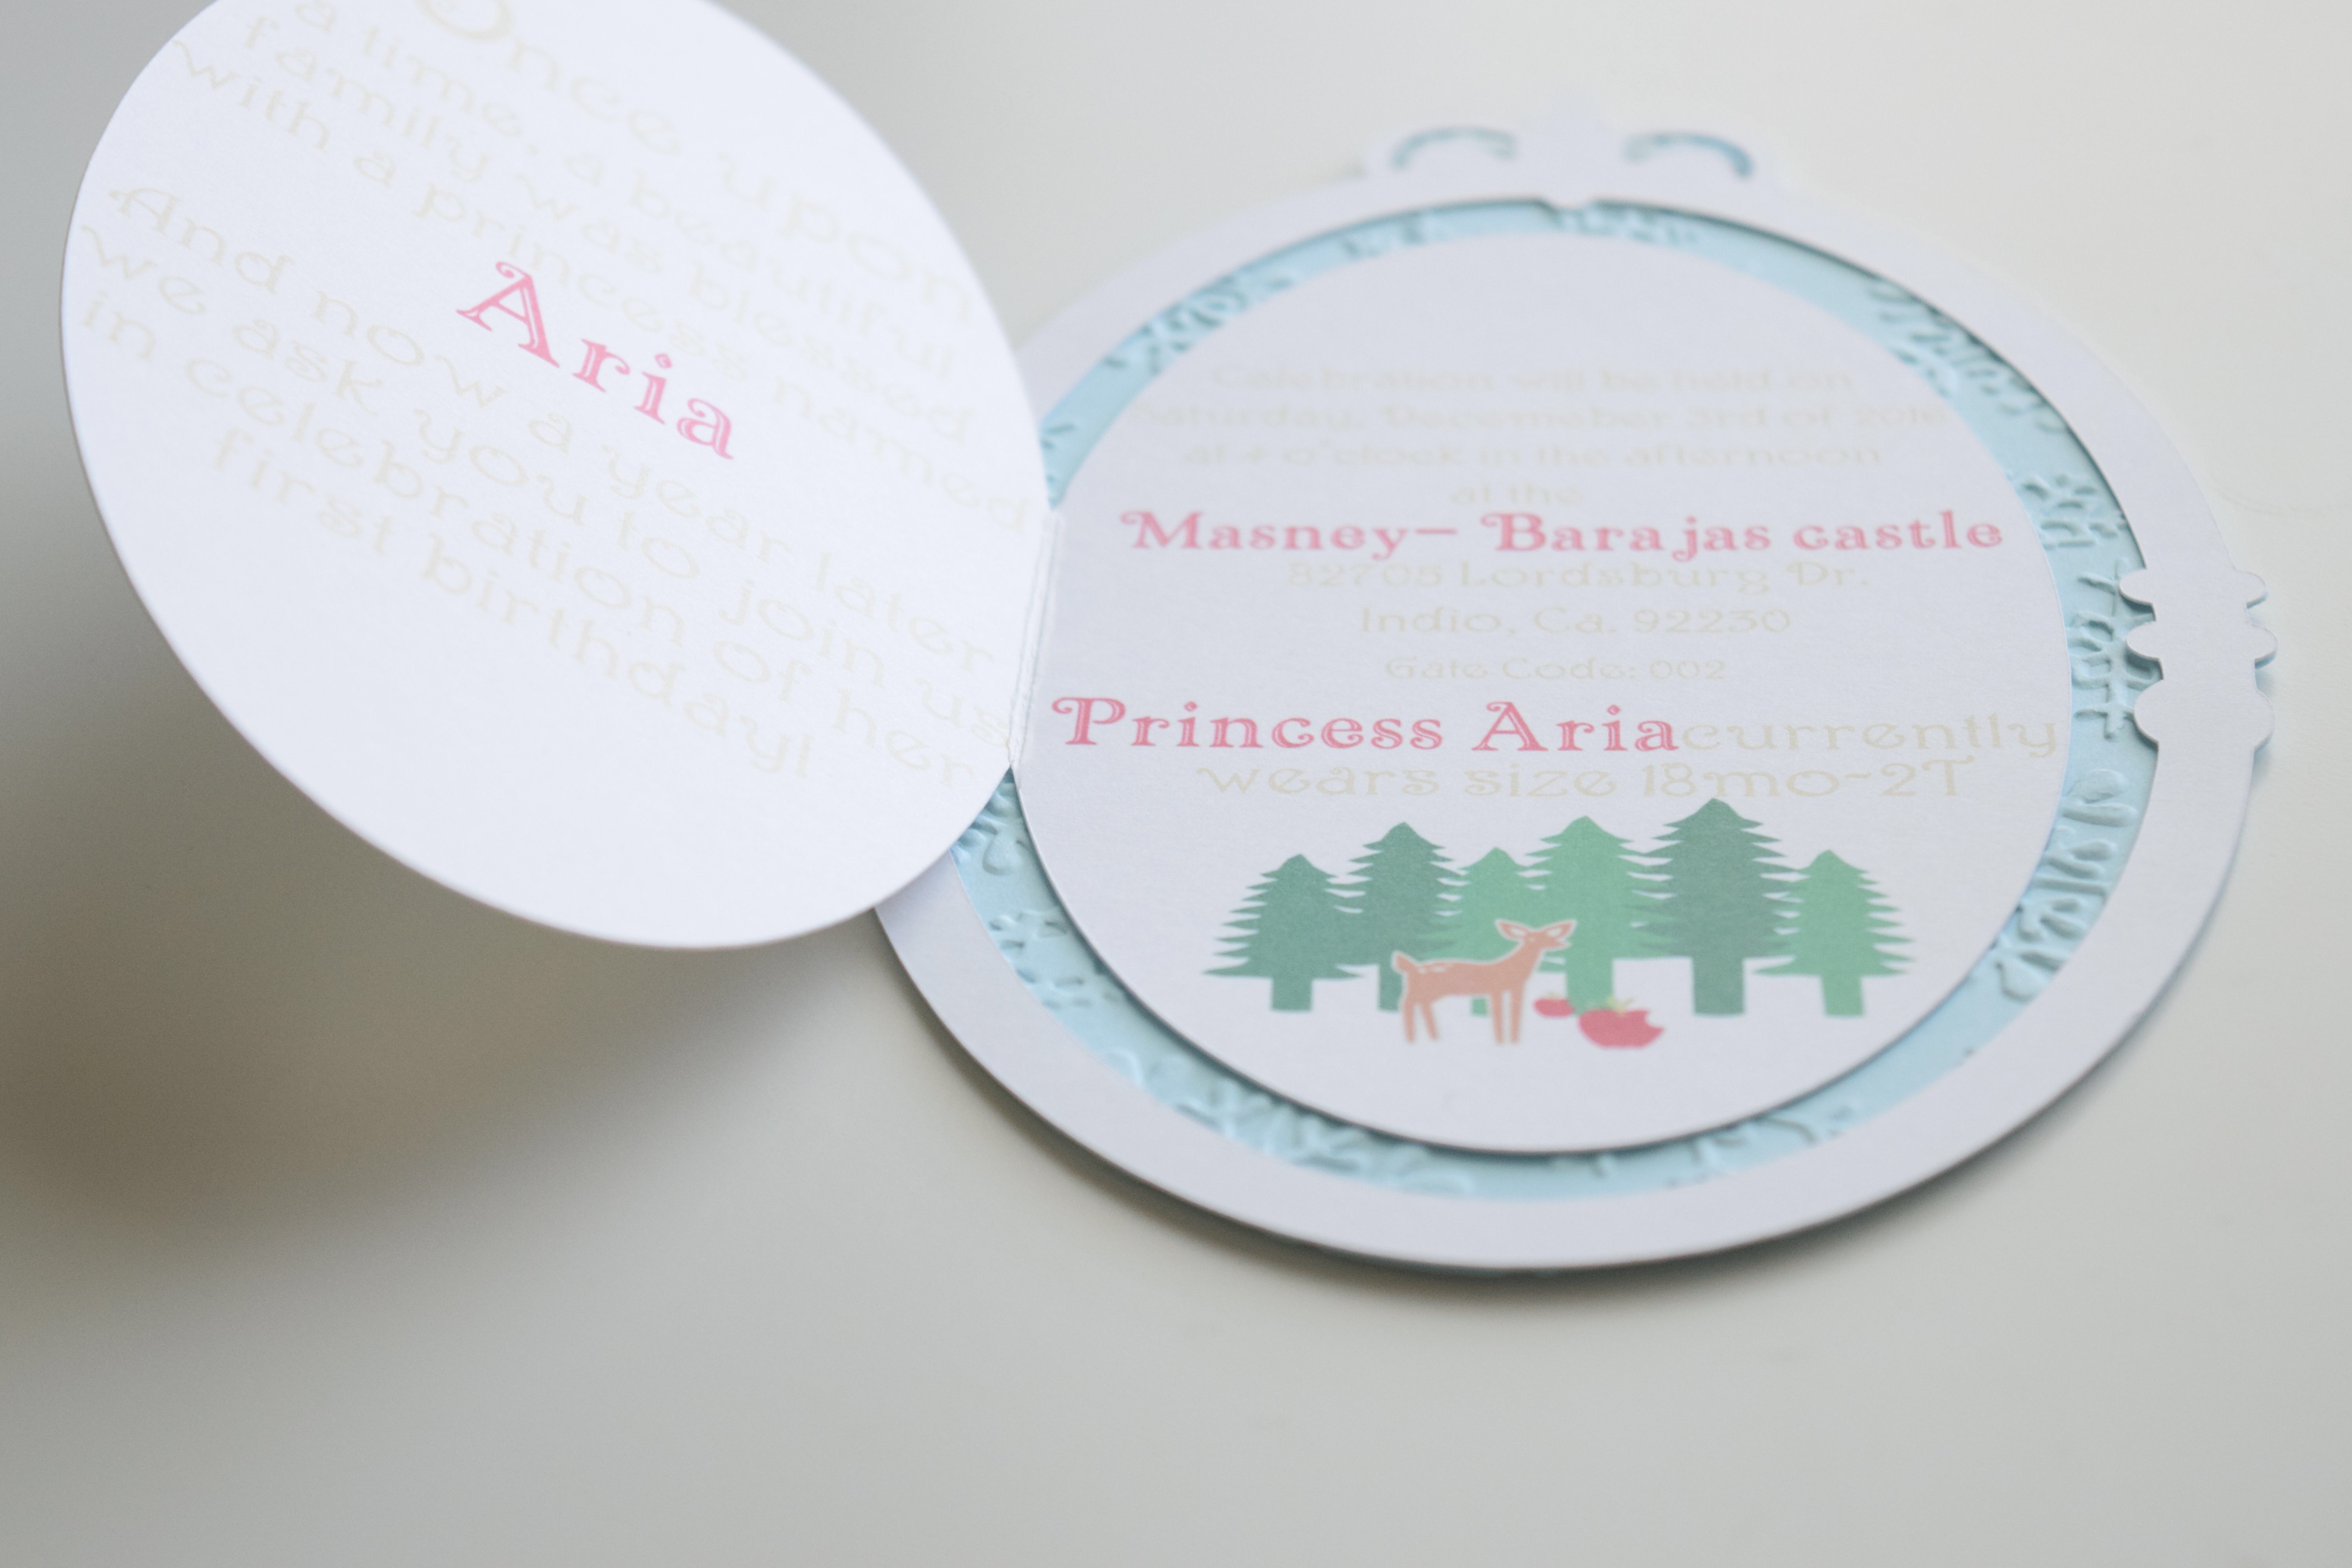 Once upon
a time, a beautiful
family was blessed
with a princess named
Aria
And now a year later
we ask you to join us
in celebration of her
first birthday!
Celebration will be held on
Saturday, Decemeber 3rd of 2016
at 4 o'clock in the afternoon
at the
Masney- Barajas castle
82705 Lordsburg Dr.
Indio, Ca. 92230
Gate Code: 002
Princess Aria currently
wears size 18mo-2T